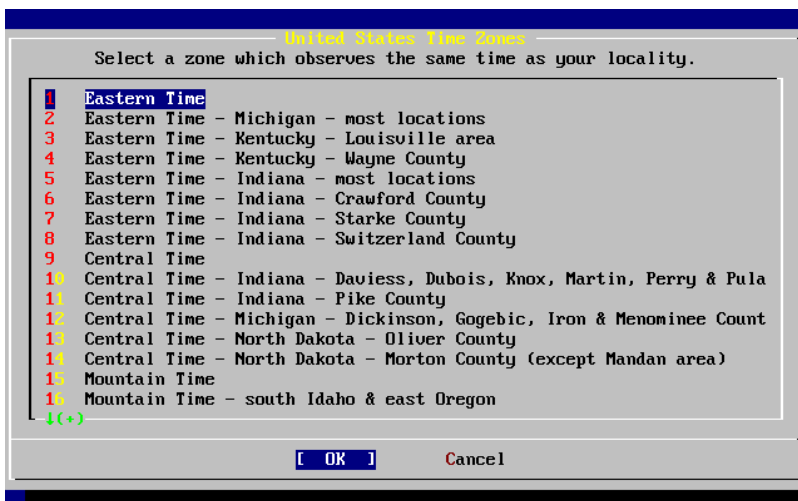 United States Time Zones
Select a zone which observes the same time as your locality.
1 Eastern Time
2 Eastern Time - Michigan - most locations
3 Eastern Time - Kentucky - Louisville area
4 Eastern Time - Kentucky - Wayne County
5 Eastern Time - Indiana - most locations
6 Eastern Time - Indiana - Crawford County
7 Eastern Time - Indiana - Starke County
8 Eastern Time - Indiana - Switzerland County
9 Central Time
10 Central Time - Indiana - Daviess, Dubois, Knox, Martin, Perry & Pula
11 Central Time - Indiana - Pike County
12 Central Time - Michigan - Dickinson, Gogebic, Iron & Menominee Count
13 Central Time - North Dakota - Oliver County
14 Central Time - North Dakota - Morton County (except Mandan area)
15 Mountain Time
16 Mountain Time - south Idaho & east Oregon
↓(+)
[ OK ] Cancel